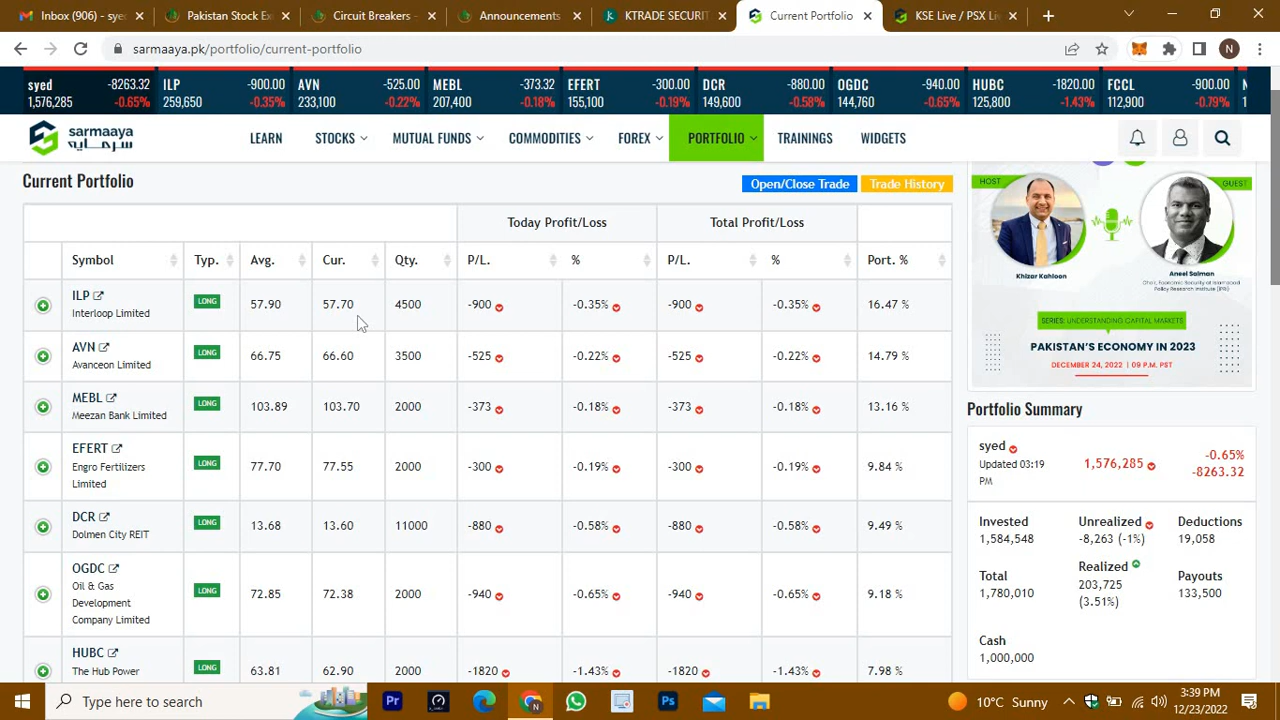 Inbox (906) - syed
Pakistan Stock Ex
Circuit Breakers -
Announcements
KTRADE SECURIT
Current Portfolio
KSE Live / PSX Li
sarmaaya.pk/portfolio/current-portfolio
N
syed -8263.32
1,576,285 -0.65%
ILP -900.00
259,650 -0.35%
AVN -525.00
233,100 -0.22%
MEBL -373.32
207,400 -0.18%
EFERT -300.00
155,100 -0.19%
DCR -880.00
149,600 -0.58%
OGDC -940.00
144,760 -0.65%
HUBC -1820.00
125,800 -1.43%
FCCL -900.00
112,900 -0.79%
sarmaaya
سرمایہ
LEARN STOCKS MUTUAL FUNDS COMMODITIES FOREX PORTFOLIO TRAININGS WIDGETS
Current Portfolio
Open/Close Trade Trade History
Today Profit/Loss Total Profit/Loss
Symbol Typ. Avg. Cur. Qty. P/L. % P/L. % Port. %
ILP LONG 57.90 57.70 4500 -900 -0.35% -900 -0.35% 16.47 %
Interloop Limited
AVN LONG 66.75 66.60 3500 -525 -0.22% -525 -0.22% 14.79 %
Avanceon Limited
MEBL LONG 103.89 103.70 2000 -373 -0.18% -373 -0.18% 13.16 %
Meezan Bank Limited
EFERT LONG 77.70 77.55 2000 -300 -0.19% -300 -0.19% 9.84 %
Engro Fertilizers
Limited
DCR LONG 13.68 13.60 11000 -880 -0.58% -880 -0.58% 9.49 %
Dolmen City REIT
OGDC LONG 72.85 72.38 2000 -940 -0.65% -940 -0.65% 9.18 %
Oil & Gas
Development
Company Limited
HUBC LONG 63.81 62.90 2000 -1820 -1.43% -1820 -1.43% 7.98 %
The Hub Power
HOST
GUEST
Khizar Kahloon
Aneel Salman
Chair, Economic Security at Islamabad
Policy Research Institute (IPRI)
SERIES: UNDERSTANDING CAPITAL MARKETS
PAKISTAN'S ECONOMY IN 2023
DECEMBER 24, 2022 | 09 P.M. PST
Portfolio Summary
syed 1,576,285 -0.65%
-8263.32
Updated 03:19
PM
Invested
1,584,548
Unrealized
-8,263 (-1%)
Deductions
19,058
Total
1,780,010
Realized
203,725
(3.51%)
Payouts
133,500
Cash
1,000,000
Type here to search
10°C Sunny
3:39 PM
12/23/2022